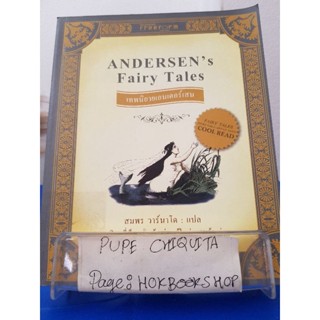 ANDERSEN's
Fairy Tales
เทพนิยายแอนเดอร์เซน
FAIRY TALES
COOL READ
สมพร วาร์นาโด : แปล
PUPE CHIQUITA
Page: HOKBOOKSHOP